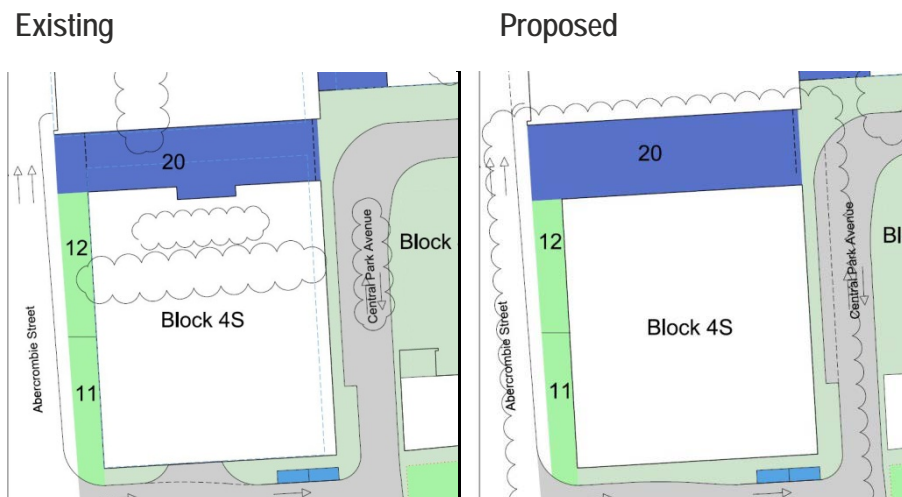 Existing
Proposed
20
12
Block
Central Park Avenue
Block 4S
Abercrombie Street
11
20
12
Bl
Central Park Avenue
Block 4S
Abercrombie Street
11